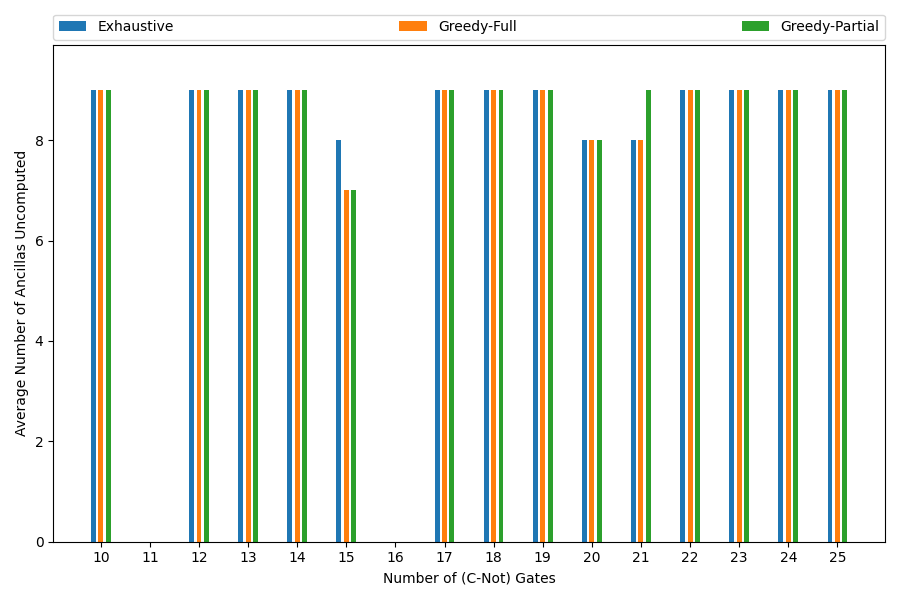 Exhaustive Greedy-Full Greedy-Partial
Average Number of Ancillas Uncomputed
8
6
4
2
0
10 11 12 13 14 15 16 17 18 19 20 21 22 23 24 25
Number of (C-Not) Gates